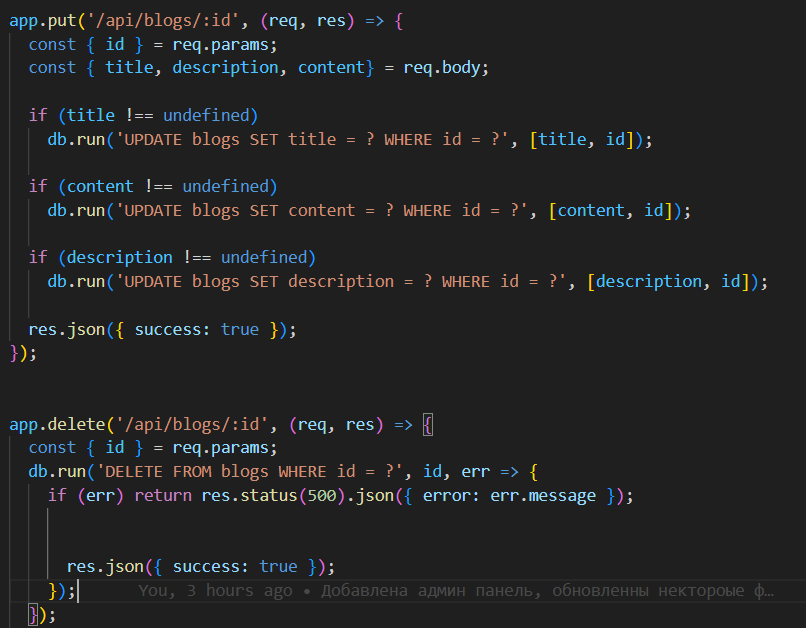 app.put('/api/blogs/:id', (req, res) => {
const { id } = req.params;
const { title, description, content} = req.body;
if (title !== undefined)
db.run('UPDATE blogs SET title = ? WHERE id = ?', [title, id]);
if (content !== undefined)
db.run('UPDATE blogs SET content = ? WHERE id = ?', [content, id]);
if (description !== undefined)
db.run('UPDATE blogs SET description = ? WHERE id = ?', [description, id]);
res.json({ success: true });
});
app.delete('/api/blogs/:id', (req, res) => {
const { id } = req.params;
db.run('DELETE FROM blogs WHERE id = ?', id, err => {
if (err) return res.status(500).json({ error: err.message });
res.json({ success: true });
}); You, 3 hours ago • Добавлена админ панель, обновленны нектороые ф…
});